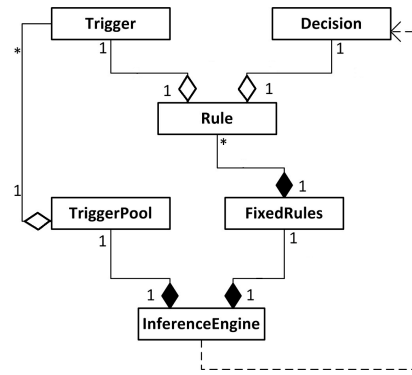 Trigger
Decision
* 1 1
1 1
Rule
*
1 1
TriggerPool
FixedRules
1 1
1 1
InferenceEngine